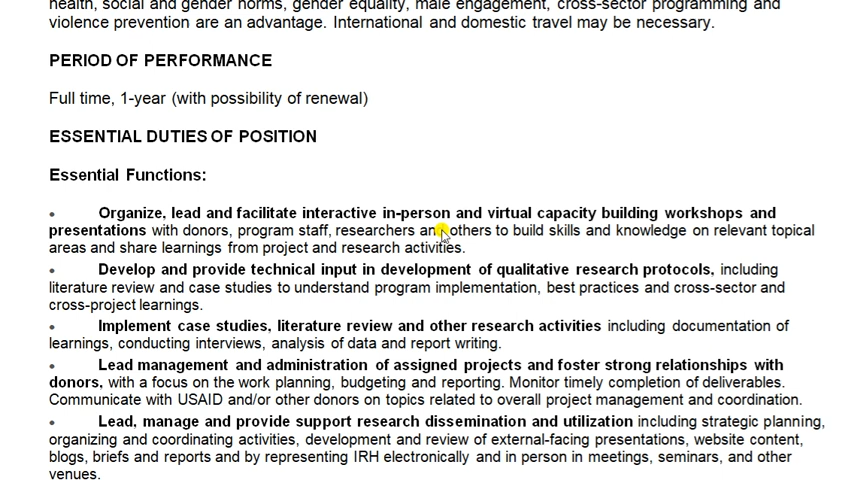 health, social and gender norms, gender equality, male engagement, cross-sector programming and
violence prevention are an advantage. International and domestic travel may be necessary.
PERIOD OF PERFORMANCE
Full time, 1-year (with possibility of renewal)
ESSENTIAL DUTIES OF POSITION
Essential Functions:
• Organize, lead and facilitate interactive in-person and virtual capacity building workshops and
presentations with donors, program staff, researchers and others to build skills and knowledge on relevant topical
areas and share learnings from project and research activities.
• Develop and provide technical input in development of qualitative research protocols, including
literature review and case studies to understand program implementation, best practices and cross-sector and
cross-project learnings.
• Implement case studies, literature review and other research activities including documentation of
learnings, conducting interviews, analysis of data and report writing.
• Lead management and administration of assigned projects and foster strong relationships with
donors, with a focus on the work planning, budgeting and reporting. Monitor timely completion of deliverables.
Communicate with USAID and/or other donors on topics related to overall project management and coordination.
• Lead, manage and provide support research dissemination and utilization including strategic planning,
organizing and coordinating activities, development and review of external-facing presentations, website content,
blogs, briefs and reports and by representing IRH electronically and in person in meetings, seminars, and other
venues.